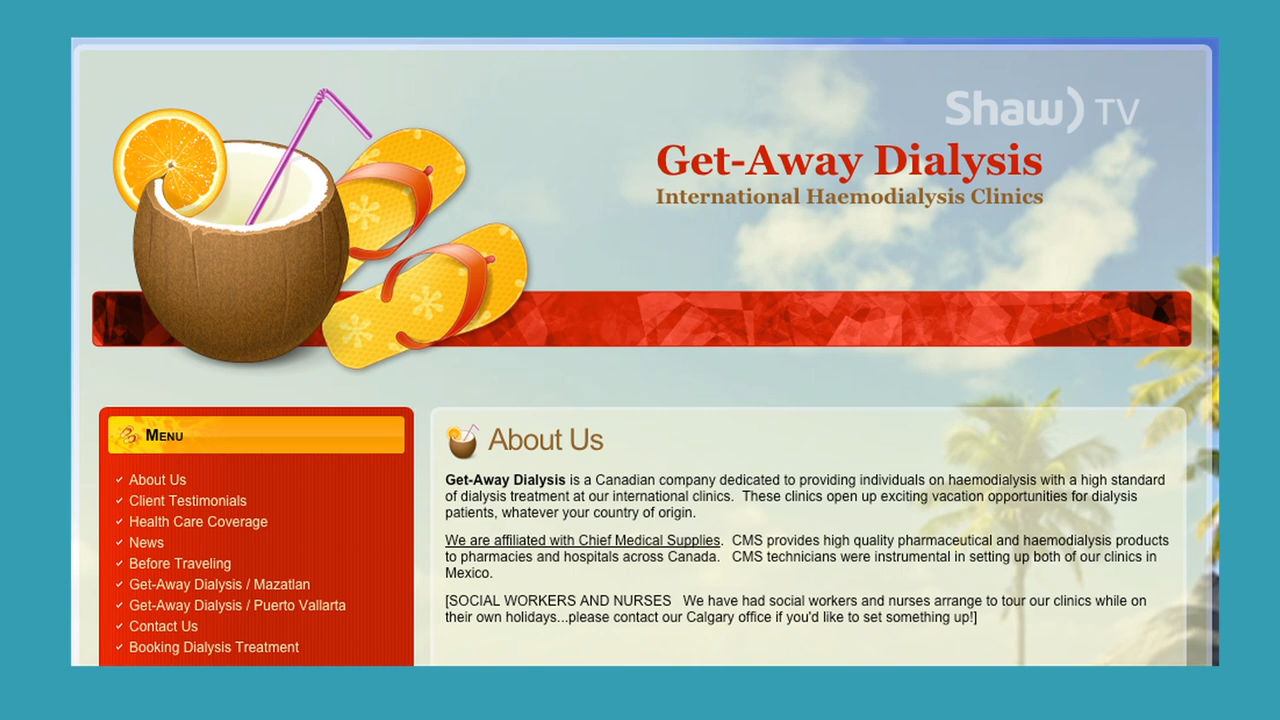 Shaw) TV
Get-Away Dialysis
International Haemodialysis Clinics
MENU
About Us
Client Testimonials
Health Care Coverage
News
Before Traveling
Get-Away Dialysis / Mazatlan
Get-Away Dialysis / Puerto Vallarta
Contact Us
Booking Dialysis Treatment
About Us
Get-Away Dialysis is a Canadian company dedicated to providing individuals on haemodialysis with a high standard
of dialysis treatment at our international clinics.  These clinics open up exciting vacation opportunities for dialysis
patients, whatever your country of origin.
We are affiliated with Chief Medical Supplies.  CMS provides high quality pharmaceutical and haemodialysis products
to pharmacies and hospitals across Canada.   CMS technicians were instrumental in setting up both of our clinics in
Mexico.
[SOCIAL WORKERS AND NURSES   We have had social workers and nurses arrange to tour our clinics while on
their own holidays...please contact our Calgary office if you'd like to set something up!]